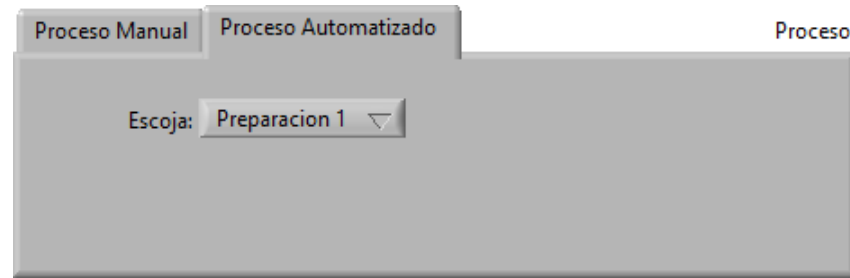 Proceso Manual Proceso Automatizado Proceso
Escoja: Preparacion 1